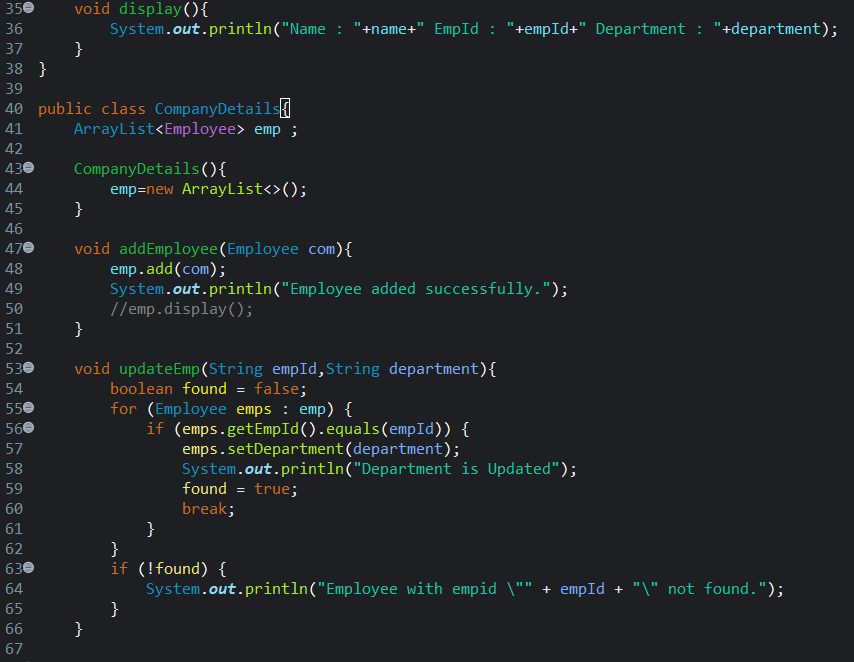 35 void display(){
36 System.out.println("Name : "+name+" EmpId : "+empId+" Department : "+department);
37 }
38 }
39
40 public class CompanyDetails{
41 ArrayList<Employee> emp ;
42
43 CompanyDetails(){
44 emp=new ArrayList<>();
45 }
46
47 void addEmployee(Employee com){
48 emp.add(com);
49 System.out.println("Employee added successfully.");
50 //emp.display();
51 }
52
53 void updateEmp(String empId,String department){
54 boolean found = false;
55 for (Employee emps : emp) {
56 if (emps.getEmpId().equals(empId)) {
57 emps.setDepartment(department);
58 System.out.println("Department is Updated");
59 found = true;
60 break;
61 }
62 }
63 if (!found) {
64 System.out.println("Employee with empid \"" + empId + "\" not found.");
65 }
66 }
67